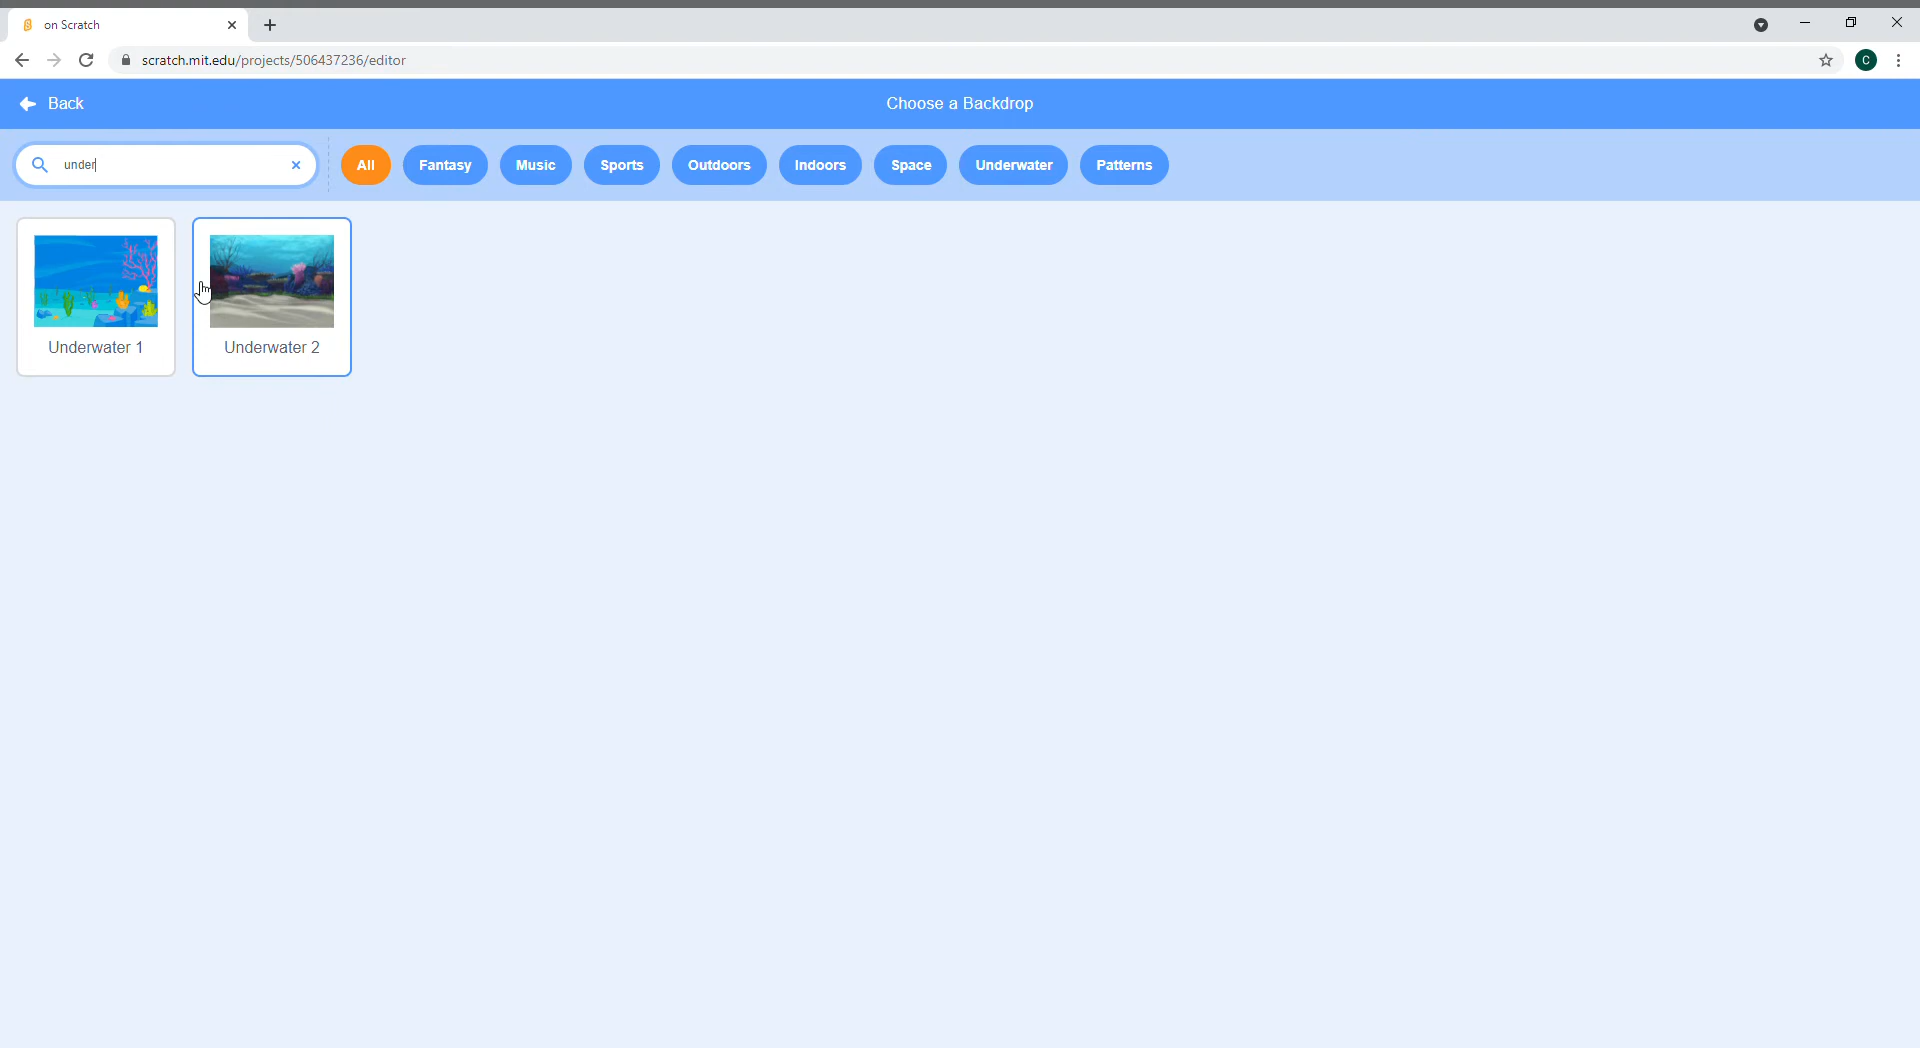 on Scratch
scratch.mit.edu/projects/506437236/editor
C
Back
Choose a Backdrop
under
All
Fantasy
Music
Sports
Outdoors
Indoors
Space
Underwater
Patterns
Underwater 1
Underwater 2